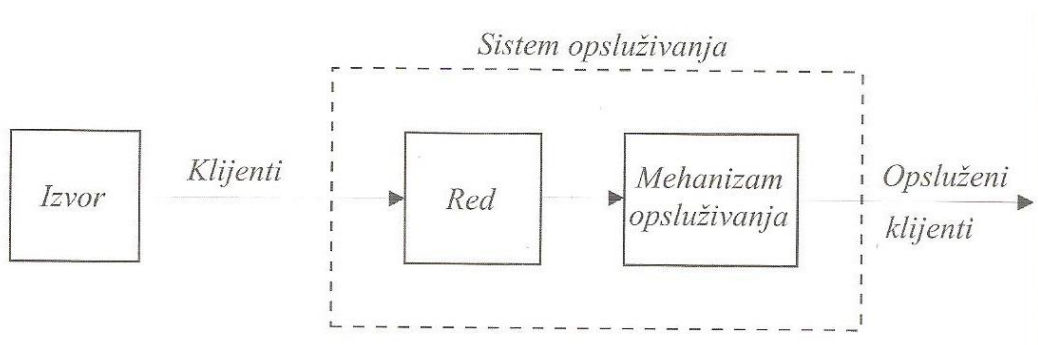 Sistem opsluživanja
Izvor
Klijenti
Red
Mehanizam
opsluživanja
Opsluženi
klijenti